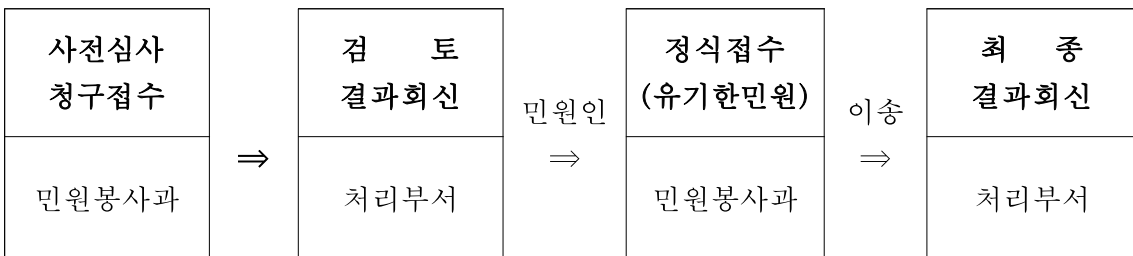 사전심사
청구접수
민원봉사과
⇒
검 토
결과회신
처리부서
민원인
⇒
정식접수
(유기한민원)
민원봉사과
이송
⇒
최 종
결과회신
처리부서